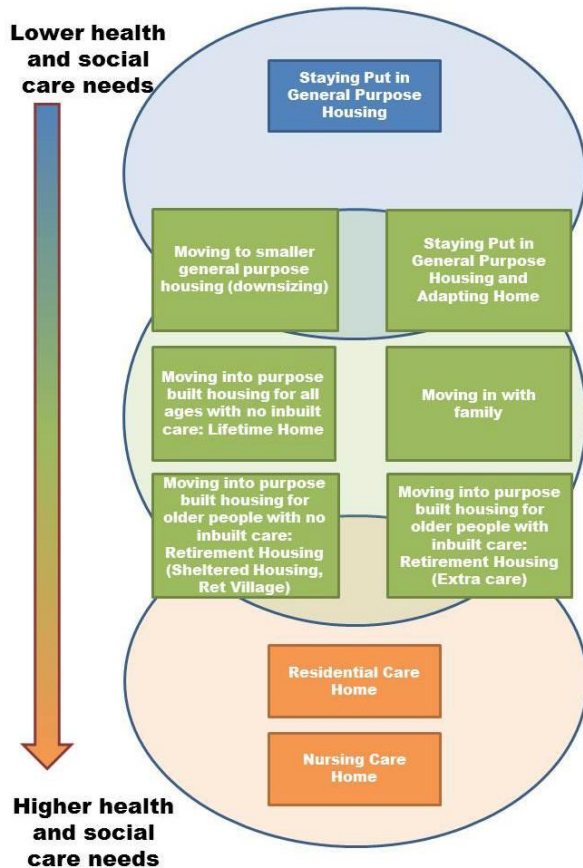 Lower health
and social
care needs
Staying Put in
General Purpose
Housing
Moving to smaller
general purpose
housing (downsizing)
Staying Put in
General Purpose
Housing and
Adapting Home
Moving into purpose
built housing for all
ages with no inbuilt
care: Lifetime Home
Moving in with
family
Moving into purpose
built housing for
older people with no
inbuilt care:
Retirement Housing
(Sheltered Housing,
Ret Village)
Moving into purpose
built housing for
older people with
inbuilt care:
Retirement Housing
(Extra care)
Residential Care
Home
Nursing Care
Home
Higher health
and social
care needs